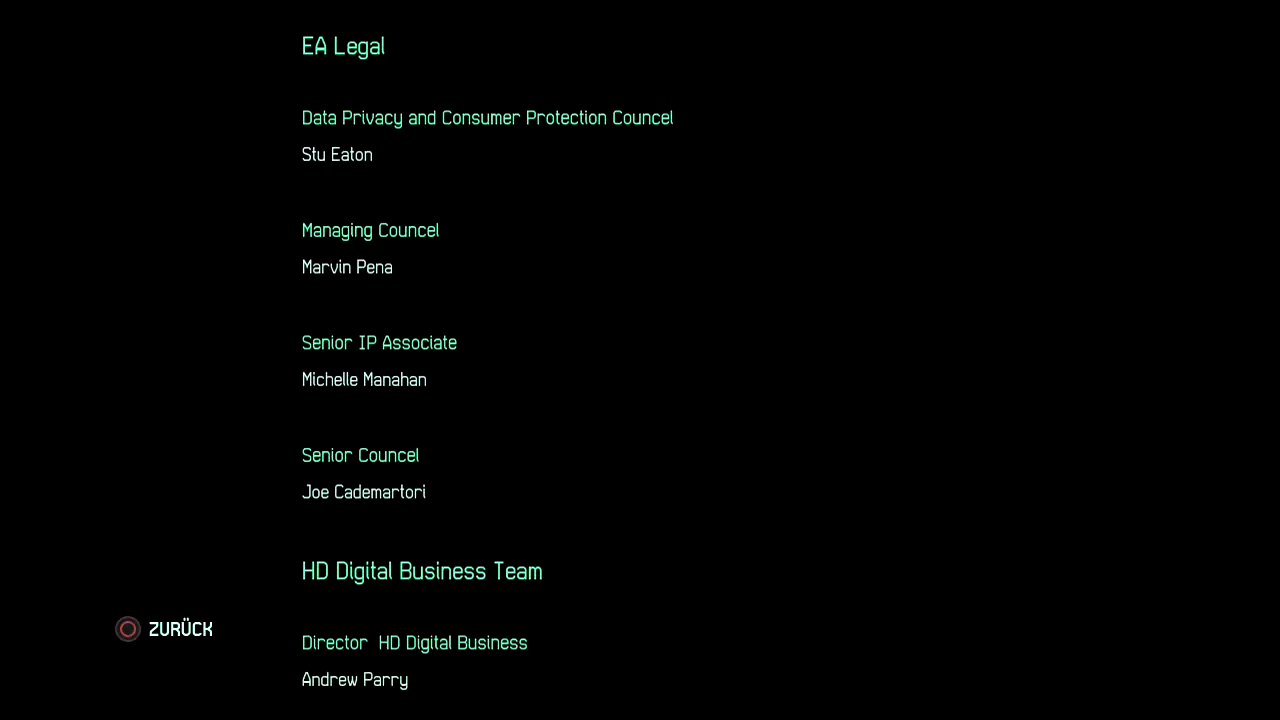 EA Legal
Data Privacy and Consumer Protection Councel
Stu Eaton
Managing Councel
Marvin Pena
Senior IP Associate
Michelle Manahan
Senior Councel
Joe Cademartori
HD Digital Business Team
ZURÜCK
Director HD Digital Business
Andrew Parry